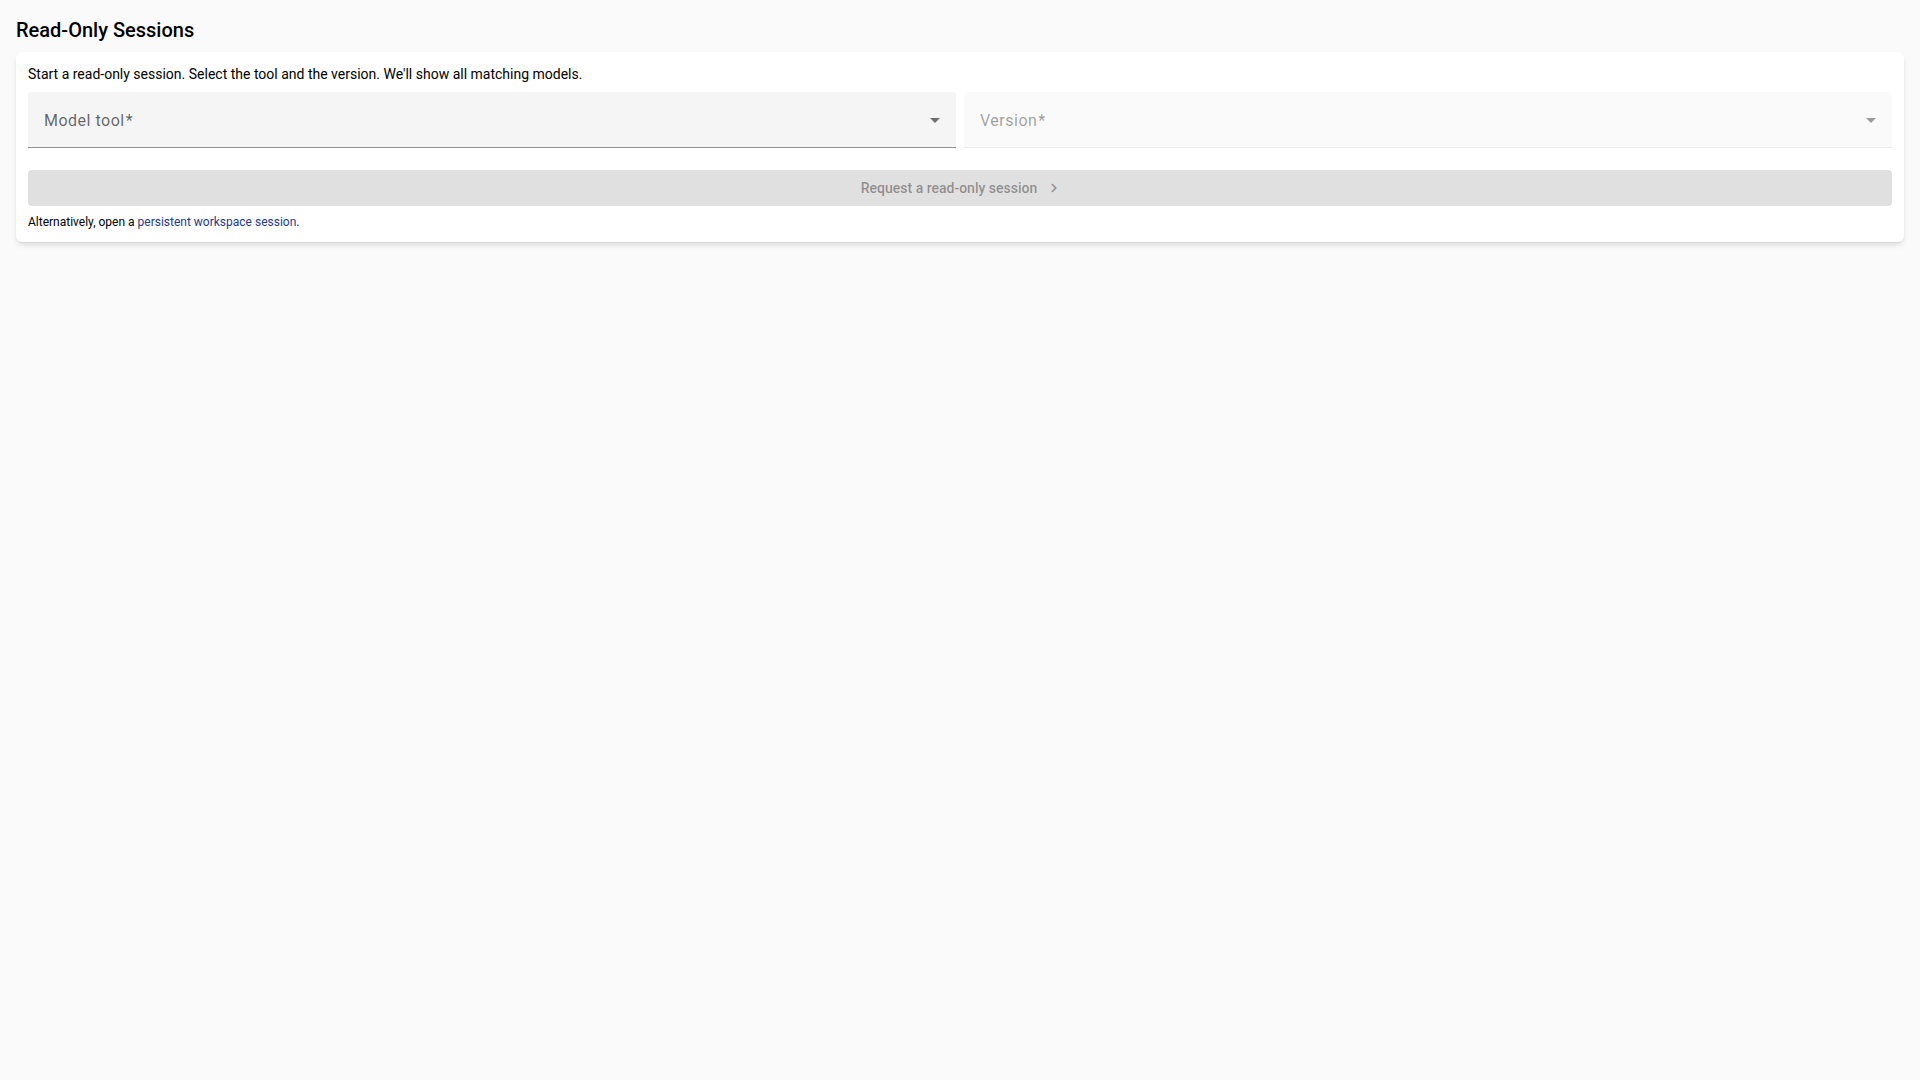 Read-Only Sessions
Start a read-only session. Select the tool and the version. We'll show all matching models.
Model tool* Version*
Request a read-only session
Alternatively, open a persistent workspace session.